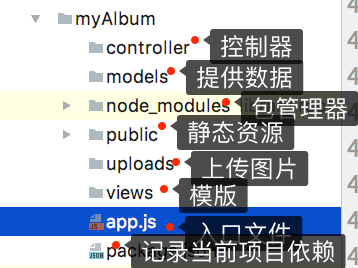 myAlbum
controller 控制器
models 提供数据
node_modules 包管理器
public 静态资源
uploads 上传图片
views 模版
app.js 入口文件
记录当前项目依赖